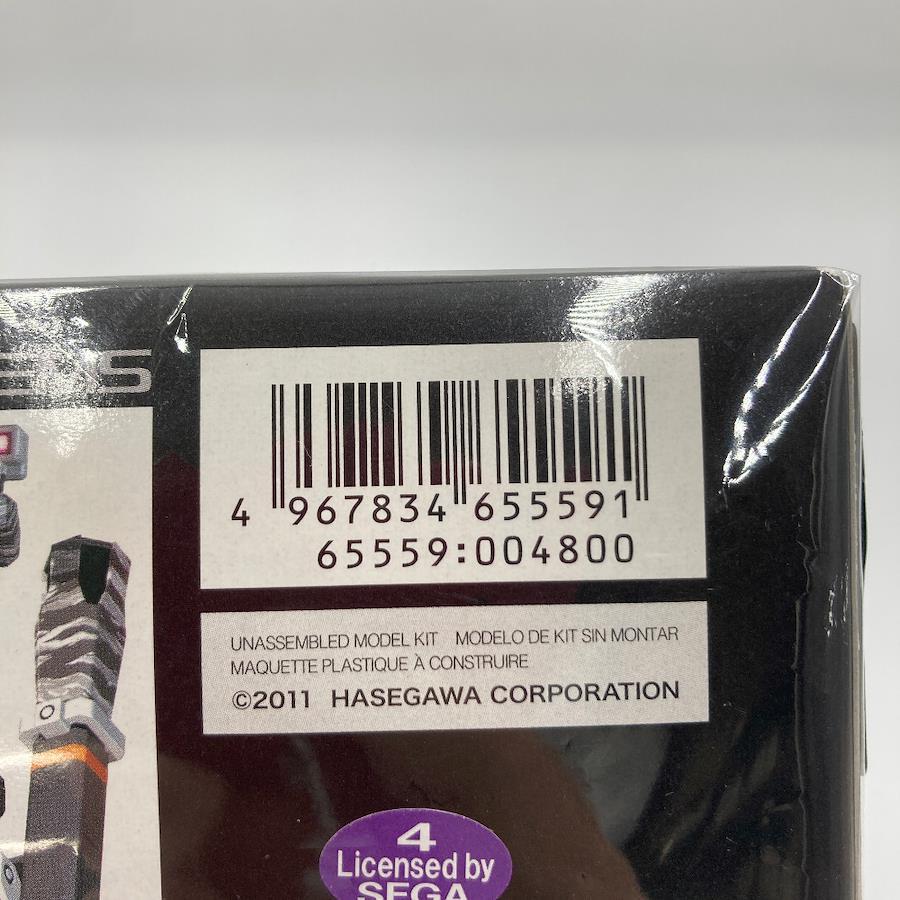 4 967834 655591
65559:004800
UNASSEMBLED MODEL KIT MODELO DE KIT SIN MONTAR
MAQUETTE PLASTIQUE À CONSTRUIRE
©2011 HASEGAWA CORPORATION
4
Licensed by
SEGA